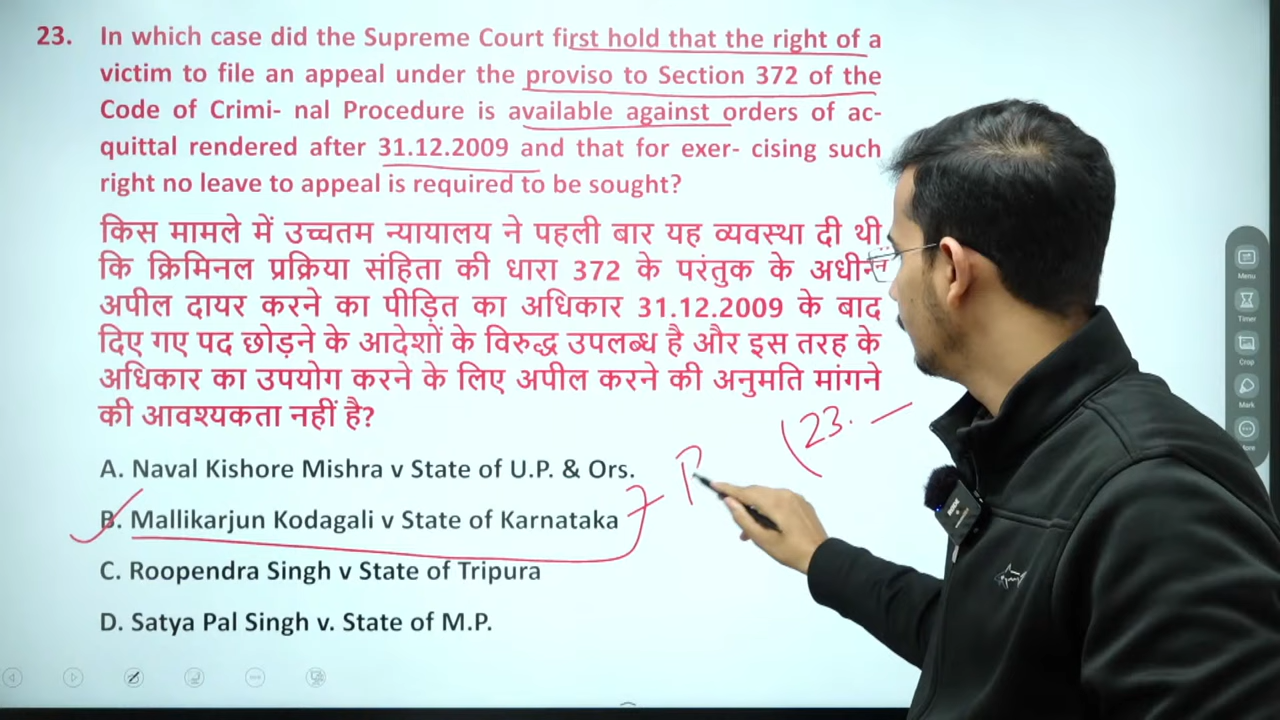 23. In which case did the Supreme Court first hold that the right of a
victim to file an appeal under the proviso to Section 372 of the
Code of Crimi- nal Procedure is available against orders of ac-
quittal rendered after 31.12.2009 and that for exer- cising such
right no leave to appeal is required to be sought?
किस मामले में उच्चतम न्यायालय ने पहली बार यह व्यवस्था दी थी
कि क्रिमिनल प्रक्रिया संहिता की धारा 372 के परंतुक के अधीन
अपील दायर करने का पीड़ित का अधिकार 31.12.2009 के बाद
दिए गए पद छोड़ने के आदेशों के विरुद्ध उपलब्ध है और इस तरह के
अधिकार का उपयोग करने के लिए अपील करने की अनुमति मांगने
की आवश्यकता नहीं है?
(23. —
A. Naval Kishore Mishra v State of U.P. & Ors.
B. Mallikarjun Kodagali v State of Karnataka
C. Roopendra Singh v State of Tripura
D. Satya Pal Singh v. State of M.P.
Menu
Timer
Crop
Mark